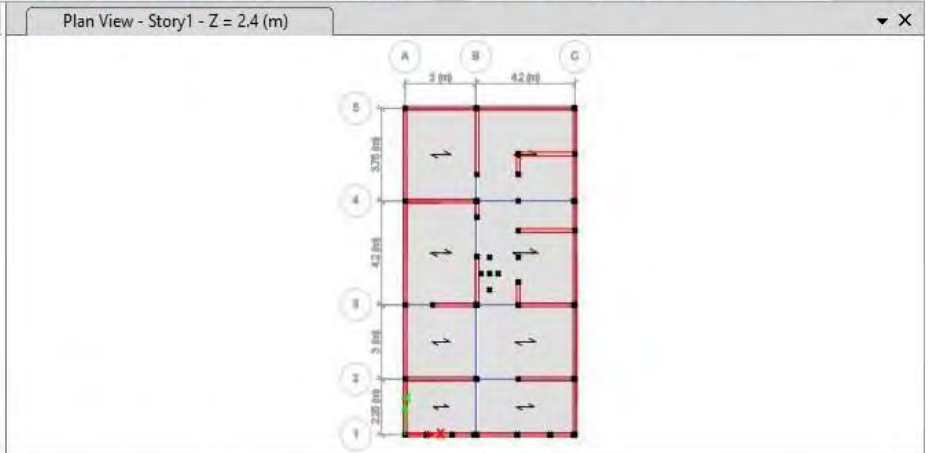 Plan View - Story1 - Z = 2.4 (m)
A B C
3 (m) 4.2 (m)
5
3.75 (m)
4
4.2 (m)
3
3 (m)
2
2.25 (m)
1
X